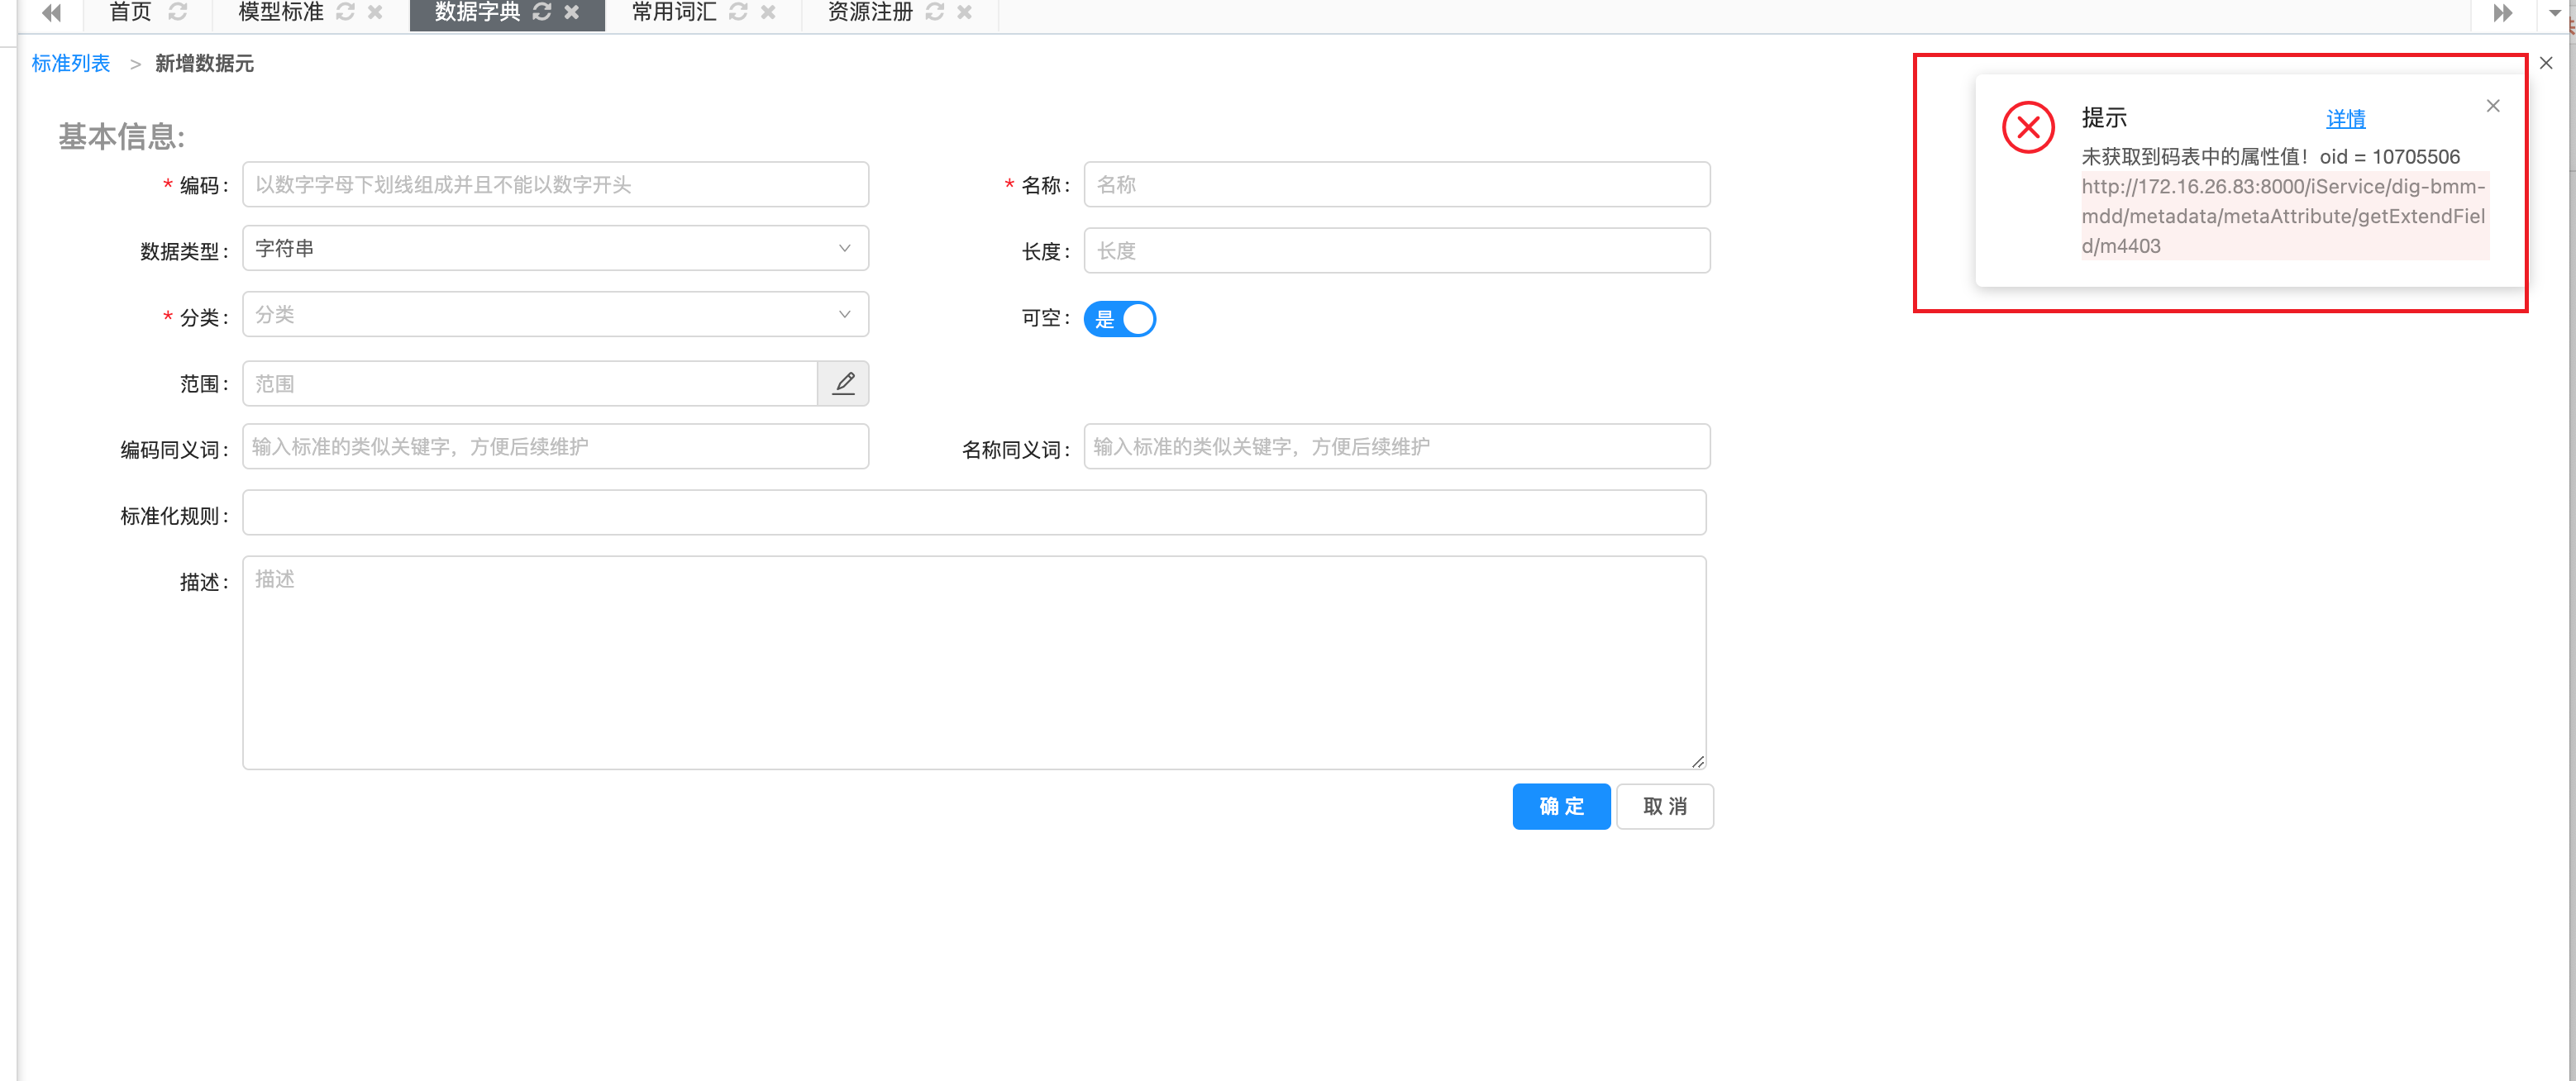 首页 模型标准 数据字典 常用词汇 资源注册
标准列表 > 新增数据元
提示 详情
未获取到码表中的属性值！oid = 10705506
http://172.16.26.83:8000/iService/dig-bmm-
mdd/metadata/metaAttribute/getExtendFiel
d/m4403
基本信息:
* 编码: 以数字字母下划线组成并且不能以数字开头 * 名称: 名称
数据类型: 字符串 长度: 长度
* 分类: 分类 可空: 是
范围: 范围
编码同义词: 输入标准的类似关键字，方便后续维护 名称同义词: 输入标准的类似关键字，方便后续维护
标准化规则:
描述: 描述
确 定 取 消